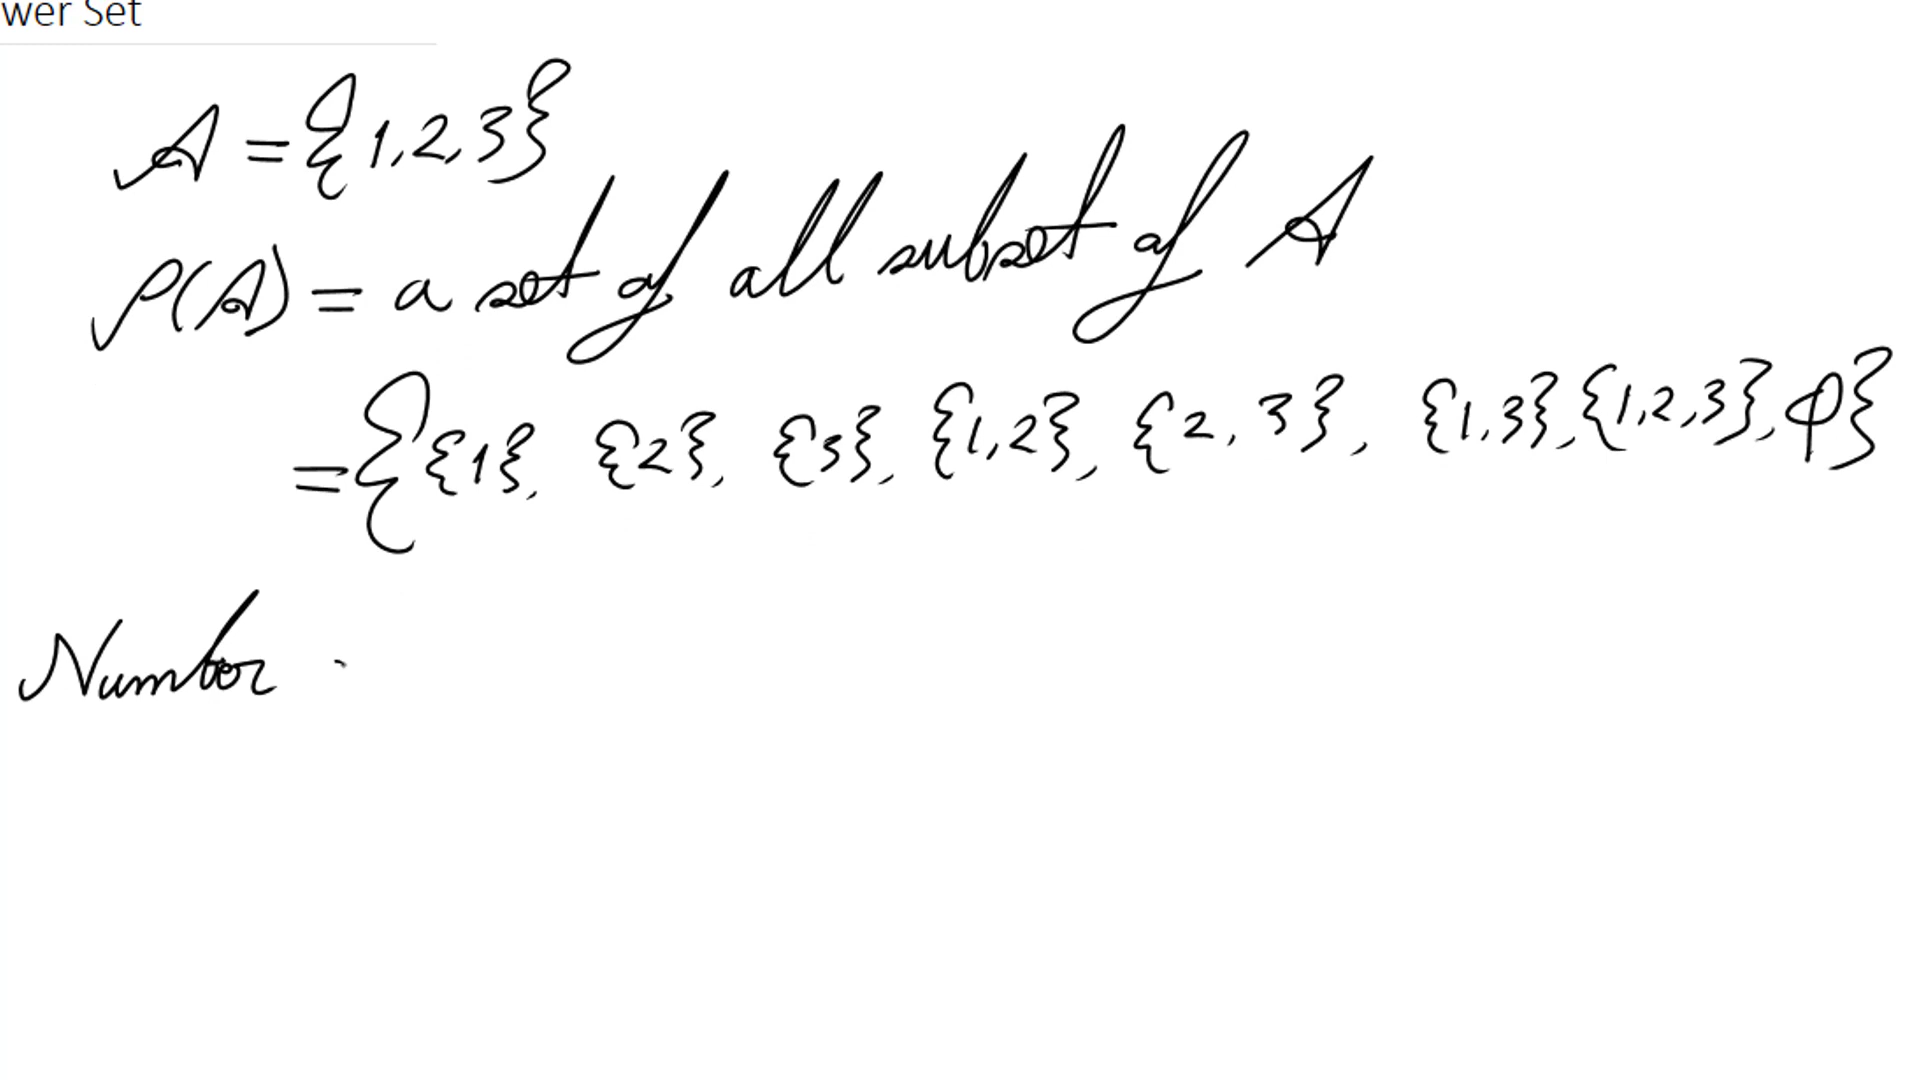 wer Set
A = {1,2,3}
P(A) = a set of all subset of A
= {{1}, {2}, {3}, {1,2}, {2,3}, {1,3}, {1,2,3}, φ}
Number